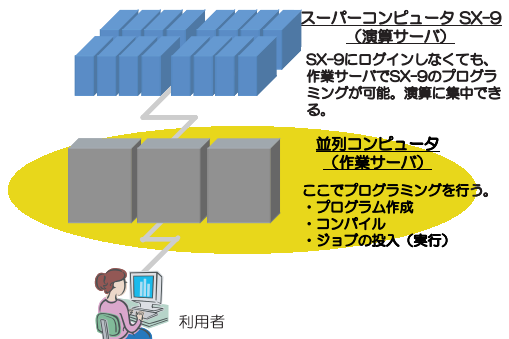 スーパーコンピュータ SX-9
（演算サーバ）
SX-9にログインしなくても、
作業サーバでSX-9のプログラ
ミングが可能。演算に集中でき
る。
並列コンピュータ
（作業サーバ）
ここでプログラミングを行う。
・プログラム作成
・コンパイル
・ジョブの投入（実行）
利用者